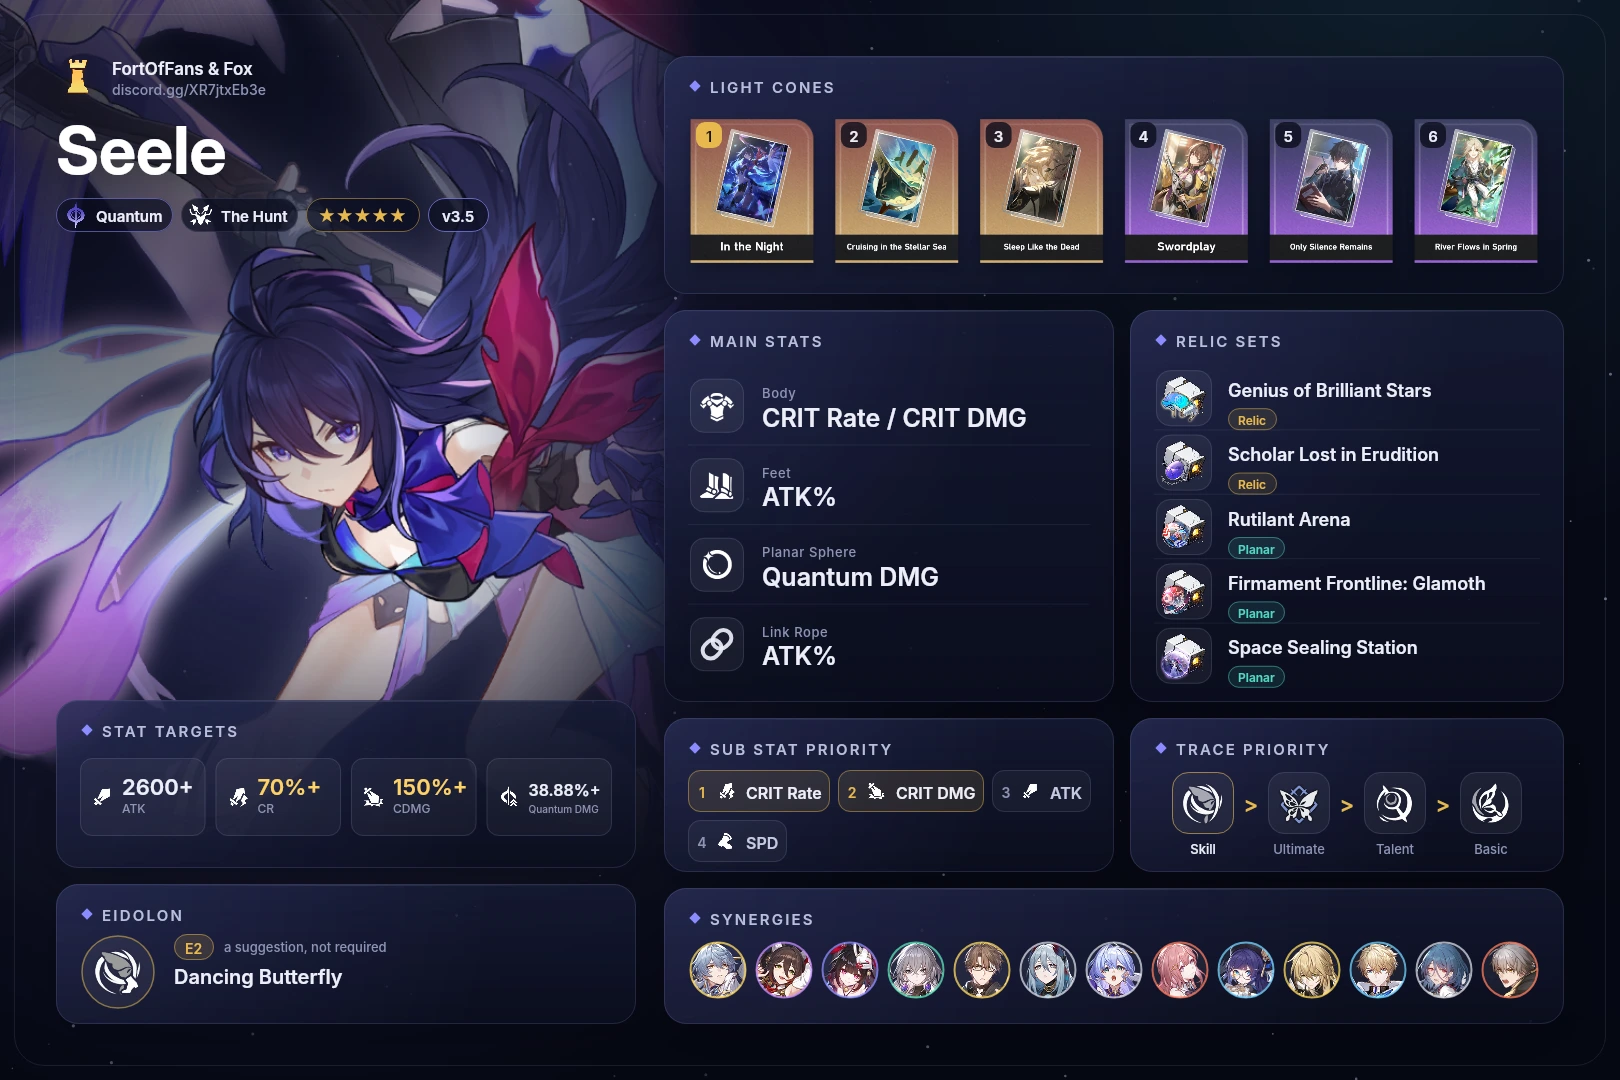 FortOfFans & Fox
discord.gg/XR7jtxEb3e
Seele
Quantum
The Hunt
v3.5
LIGHT CONES
1
2
3
4
5
6
In the Night
Cruising in the Stellar Sea
Sleep Like the Dead
Swordplay
Only Silence Remains
River Flows in Spring
MAIN STATS
Body
CRIT Rate / CRIT DMG
Feet
ATK%
Planar Sphere
Quantum DMG
Link Rope
ATK%
RELIC SETS
Genius of Brilliant Stars
Relic
Scholar Lost in Erudition
Relic
Rutilant Arena
Planar
Firmament Frontline: Glamoth
Planar
Space Sealing Station
Planar
STAT TARGETS
2600+
ATK
70%+
CR
150%+
CDMG
38.88%+
Quantum DMG
SUB STAT PRIORITY
1 CRIT Rate
2 CRIT DMG
3 ATK
4 SPD
TRACE PRIORITY
> > >
Skill
Ultimate
Talent
Basic
EIDOLON
E2 a suggestion, not required
Dancing Butterfly
SYNERGIES